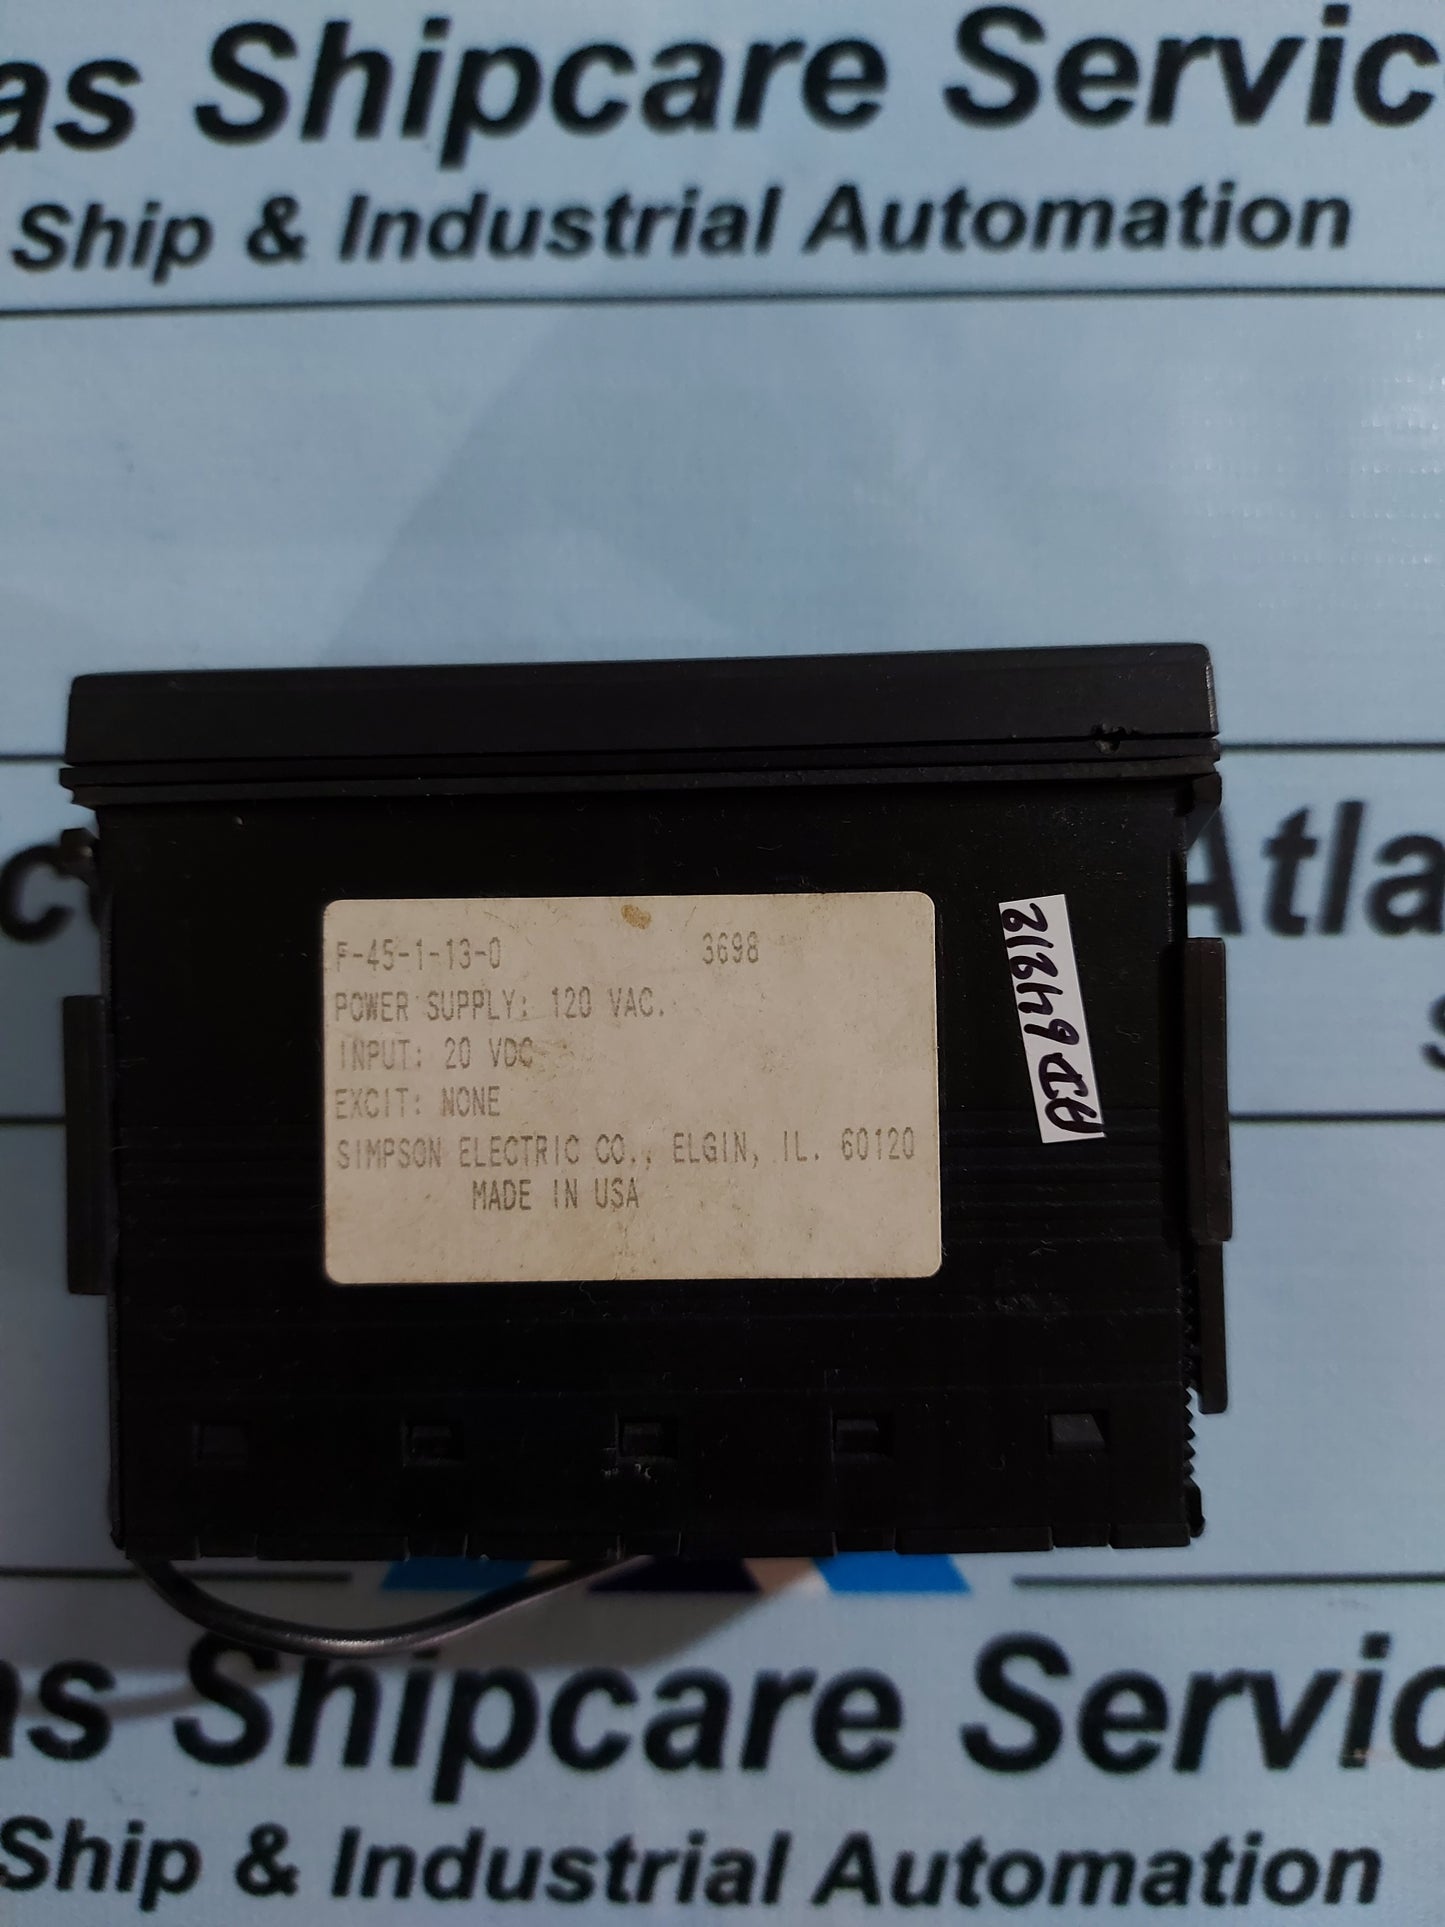 as Shipcare Servic
Ship & Industrial Automation
F-45-1-13-0 3698
POWER SUPPLY: 120 VAC.
INPUT: 20 VDC
EXCIT: NONE
SIMPSON ELECTRIC CO., ELGIN, IL. 60120
MADE IN USA
Atla
as Shipcare Servic
Ship & Industrial Automation